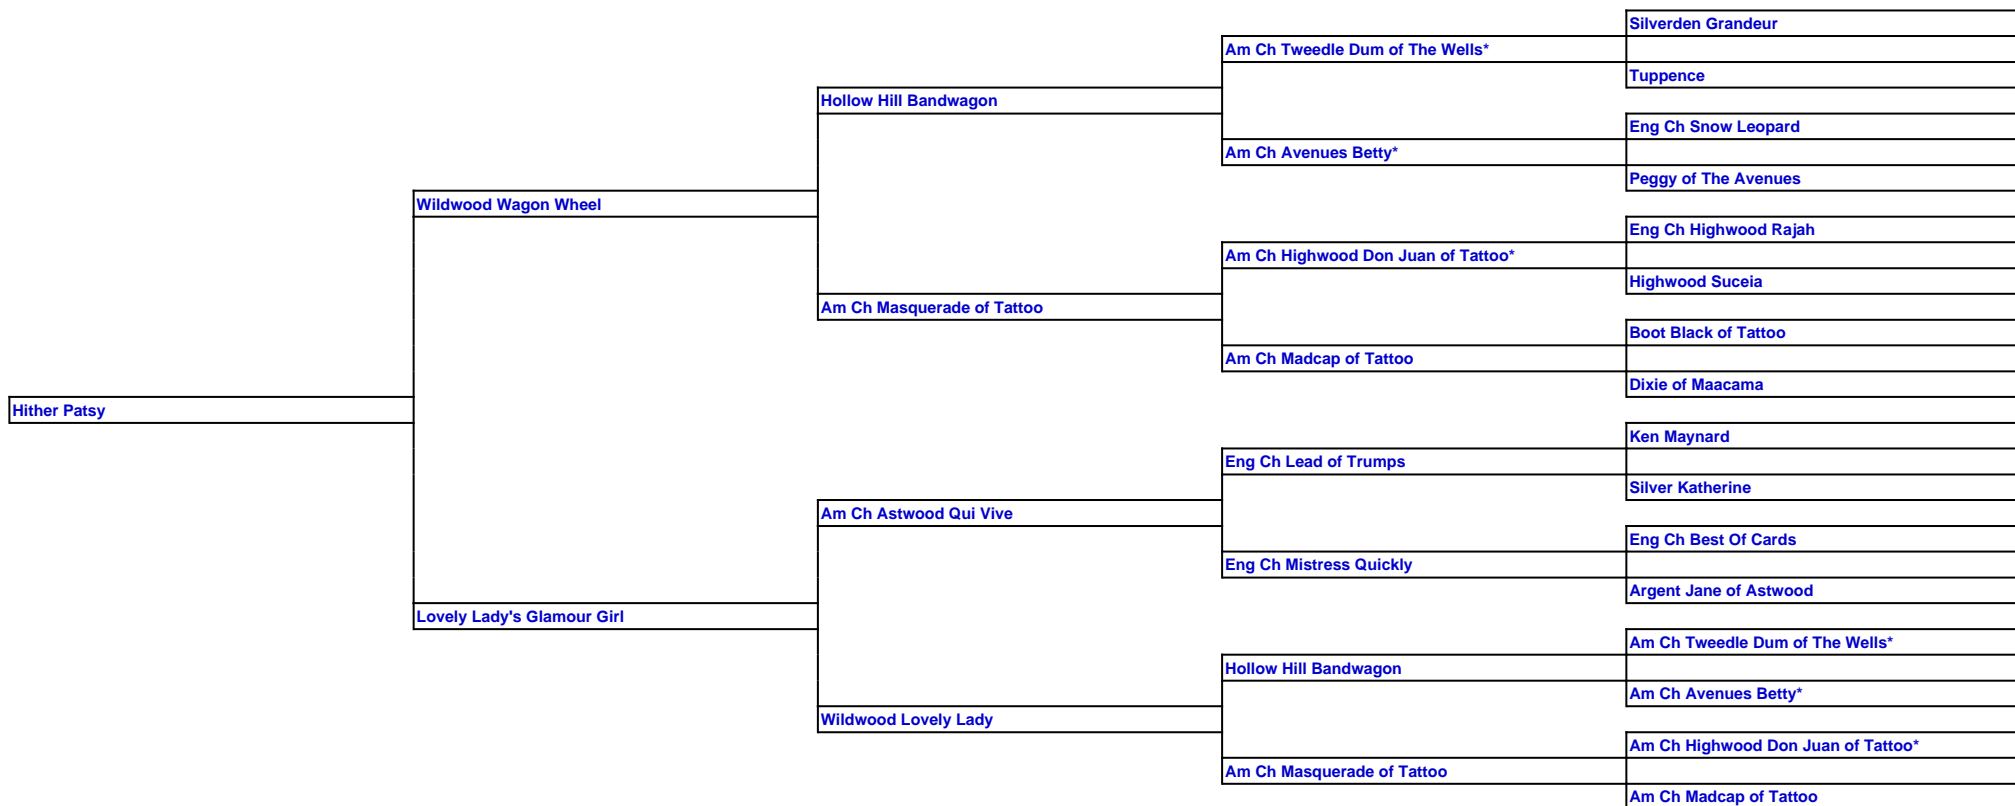 Silverden Grandeur
Am Ch Tweedle Dum of The Wells*
Tuppence
Hollow Hill Bandwagon
Eng Ch Snow Leopard
Am Ch Avenues Betty*
Peggy of The Avenues
Wildwood Wagon Wheel
Eng Ch Highwood Rajah
Am Ch Highwood Don Juan of Tattoo*
Highwood Suceia
Am Ch Masquerade of Tattoo
Boot Black of Tattoo
Am Ch Madcap of Tattoo
Dixie of Maacama
Hither Patsy
Ken Maynard
Eng Ch Lead of Trumps
Silver Katherine
Am Ch Astwood Qui Vive
Eng Ch Best Of Cards
Eng Ch Mistress Quickly
Argent Jane of Astwood
Lovely Lady's Glamour Girl
Am Ch Tweedle Dum of The Wells*
Hollow Hill Bandwagon
Am Ch Avenues Betty*
Wildwood Lovely Lady
Am Ch Highwood Don Juan of Tattoo*
Am Ch Masquerade of Tattoo
Am Ch Madcap of Tattoo